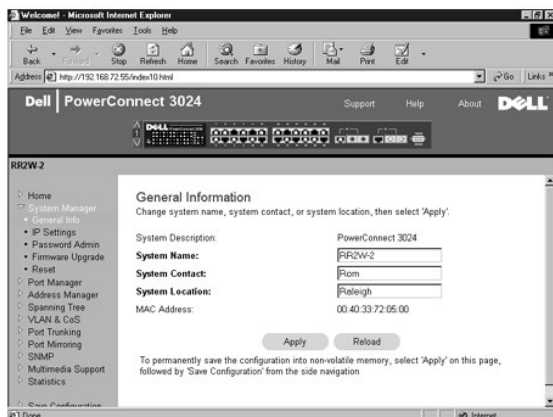 Welcome! - Microsoft Internet Explorer
File Edit View Favorites Tools Help
Back Forward Stop Refresh Home Search Favorites History Mail Print Edit
Address http://192.168.72.55/index10.html Go Links
Dell PowerConnect 3024 Support Help About DELL
DELL
RR2W-2
Home
System Manager
General Info
IP Settings
Password Admin
Firmware Upgrade
Reset
Port Manager
Address Manager
Spanning Tree
VLAN & CoS
Port Trunking
Port Mirroring
SNMP
Multimedia Support
Statistics
Save Configuration
General Information
Change system name, system contact, or system location, then select 'Apply'.
System Description: PowerConnect 3024
System Name: RR2W-2
System Contact: Rom
System Location: Raleigh
MAC Address: 00:40:33:72:05:00
Apply Reload
To permanently save the configuration into non-volatile memory, select 'Apply' on this page,
followed by 'Save Configuration' from the side navigation
Done Internet